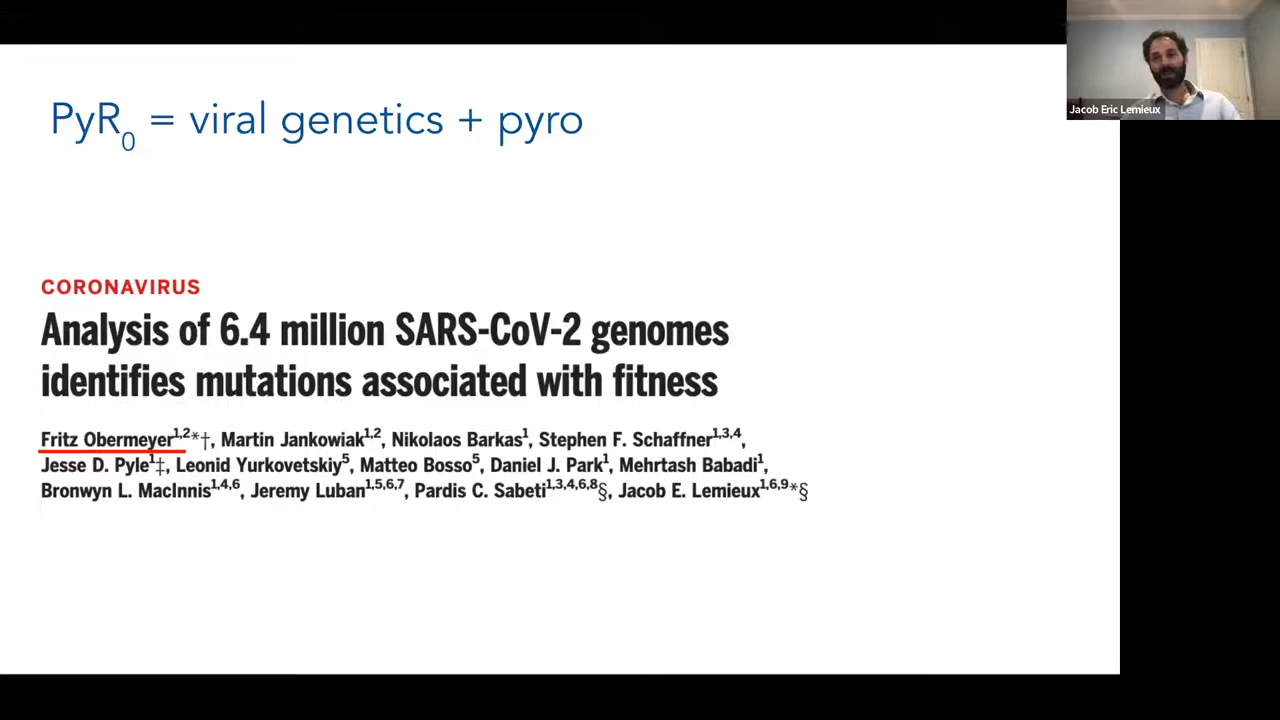 PyR₀ = viral genetics + pyro
Jacob Eric Lemieux
CORONAVIRUS
Analysis of 6.4 million SARS-CoV-2 genomes
identifies mutations associated with fitness
Fritz Obermeyer¹,²*†, Martin Jankowiak¹,², Nikolaos Barkas¹, Stephen F. Schaffner¹,³,⁴,
Jesse D. Pyle¹‡, Leonid Yurkovetskiy⁵, Matteo Bosso⁵, Daniel J. Park¹, Mehrtash Babadi¹,
Bronwyn L. MacInnis¹,⁴,⁶, Jeremy Luban¹,⁵,⁶,⁷, Pardis C. Sabeti¹,³,⁴,⁶,⁸§, Jacob E. Lemieux¹,⁶,⁹*§